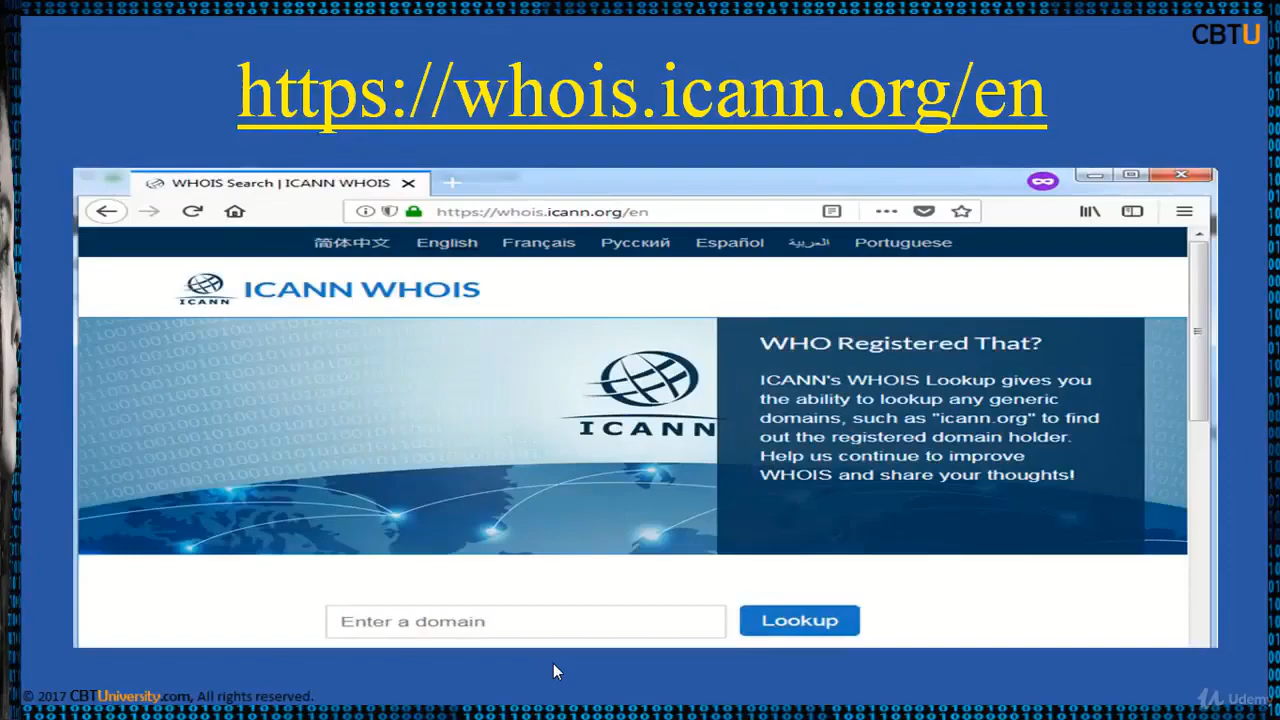 CBTU
https://whois.icann.org/en
WHOIS Search | ICANN WHOIS
https://whois.icann.org/en
简体中文 English Français Русский Español العربية Portuguese
ICANN
ICANN WHOIS
ICANN
WHO Registered That?
ICANN's WHOIS Lookup gives you
the ability to lookup any generic
domains, such as "icann.org" to find
out the registered domain holder.
Help us continue to improve
WHOIS and share your thoughts!
Enter a domain
Lookup
© 2017 CBTUniversity.com, All rights reserved.
Udemy